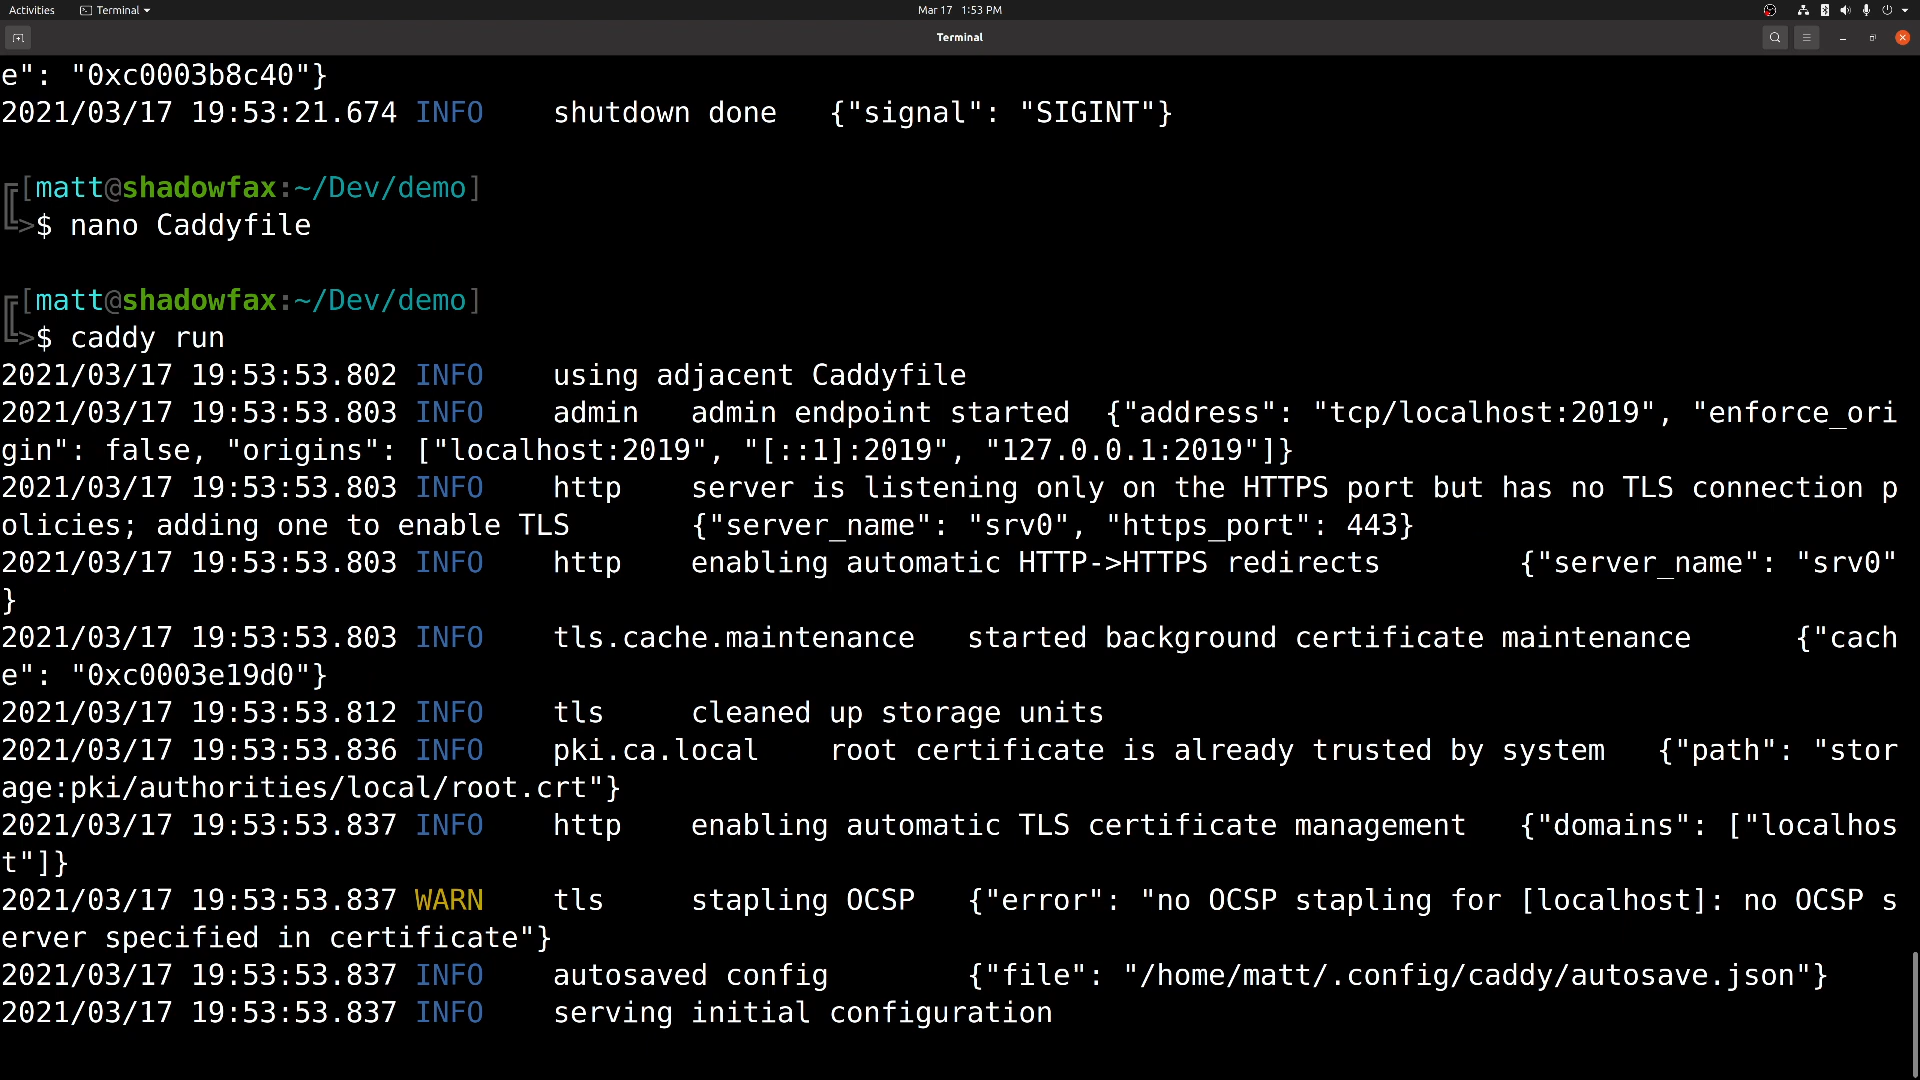 Activities Terminal Mar 17 1:53 PM
Terminal
e": "0xc0003b8c40"}
2021/03/17 19:53:21.674 INFO shutdown done {"signal": "SIGINT"}
[matt@shadowfax:~/Dev/demo]
>$ nano Caddyfile
[matt@shadowfax:~/Dev/demo]
>$ caddy run
2021/03/17 19:53:53.802 INFO using adjacent Caddyfile
2021/03/17 19:53:53.803 INFO admin admin endpoint started {"address": "tcp/localhost:2019", "enforce_ori
gin": false, "origins": ["localhost:2019", "[::1]:2019", "127.0.0.1:2019"]}
2021/03/17 19:53:53.803 INFO http server is listening only on the HTTPS port but has no TLS connection p
olicies; adding one to enable TLS {"server_name": "srv0", "https_port": 443}
2021/03/17 19:53:53.803 INFO http enabling automatic HTTP->HTTPS redirects {"server_name": "srv0"
}
2021/03/17 19:53:53.803 INFO tls.cache.maintenance started background certificate maintenance {"cach
e": "0xc0003e19d0"}
2021/03/17 19:53:53.812 INFO tls cleaned up storage units
2021/03/17 19:53:53.836 INFO pki.ca.local root certificate is already trusted by system {"path": "stor
age:pki/authorities/local/root.crt"}
2021/03/17 19:53:53.837 INFO http enabling automatic TLS certificate management {"domains": ["localhos
t"]}
2021/03/17 19:53:53.837 WARN tls stapling OCSP {"error": "no OCSP stapling for [localhost]: no OCSP s
erver specified in certificate"}
2021/03/17 19:53:53.837 INFO autosaved config {"file": "/home/matt/.config/caddy/autosave.json"}
2021/03/17 19:53:53.837 INFO serving initial configuration